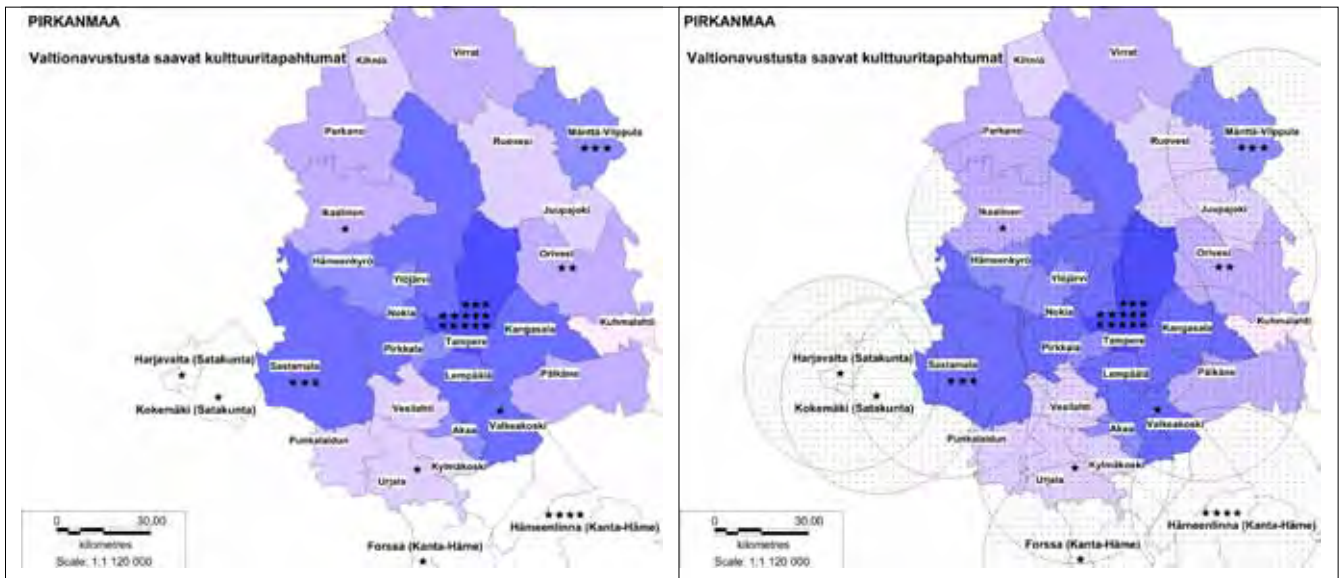 PIRKANMAA
Valtionavustusta saavat kulttuuritapahtumat
Virrat
Kihniö
Mänttä-Vilppula
Parkano
Ruovesi
Juupajoki
Ikaalinen
Orivesi
Hämeenkyrö
Ylöjärvi
Nokia
Kangasala
Kuhmalahti
Tampere
Pirkkala
Harjavalta (Satakunta)
Sastamala
Lempäälä
Pälkäne
Kokemäki (Satakunta)
Vesilahti
Valkeakoski
Akaa
Punkalaidun
Kylmäkoski
Urjala
0 30,00
kilometres
Scale: 1:1 120 000
Hämeenlinna (Kanta-Häme)
Forssa (Kanta-Häme)
PIRKANMAA
Valtionavustusta saavat kulttuuritapahtumat
Virrat
Kihniö
Mänttä-Vilppula
Parkano
Ruovesi
Juupajoki
Ikaalinen
Orivesi
Hämeenkyrö
Ylöjärvi
Nokia
Kangasala
Kuhmalahti
Tampere
Pirkkala
Harjavalta (Satakunta)
Sastamala
Lempäälä
Pälkäne
Kokemäki (Satakunta)
Vesilahti
Valkeakoski
Akaa
Punkalaidun
Kylmäkoski
Urjala
0 30,00
kilometres
Scale: 1:1 120 000
Hämeenlinna (Kanta-Häme)
Forssa (Kanta-Häme)